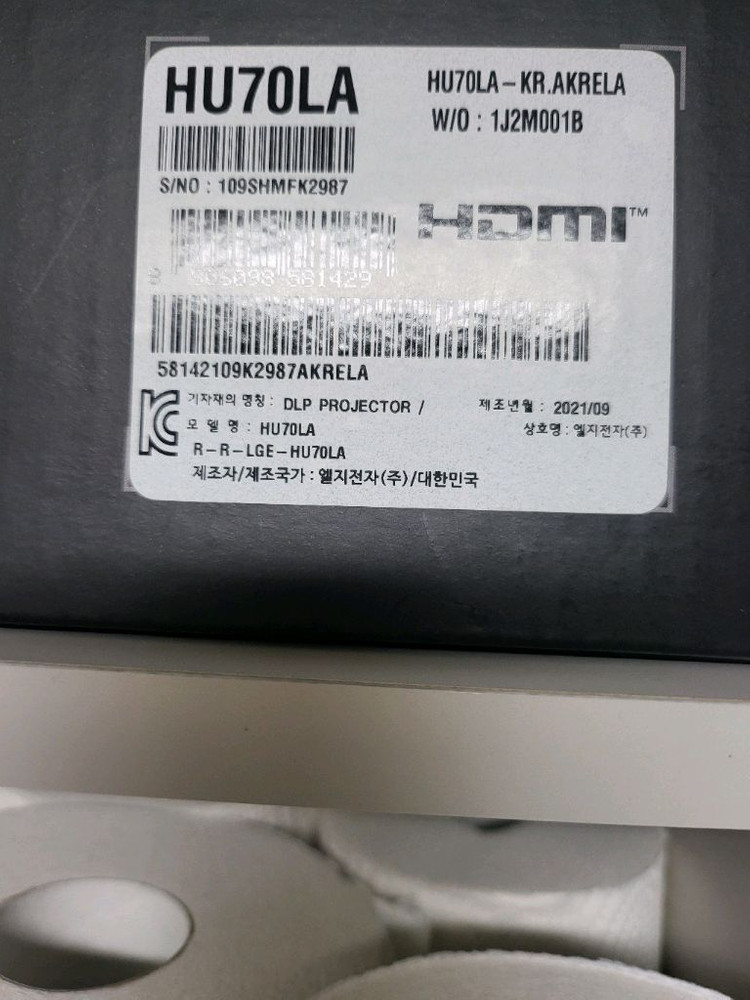 HU70LA
HU70LA-KR.AKRELA
W/O : 1J2M001B
S/NO : 109SHMFK2987
HDMI™
58142109K2987AKRELA
기자재의 명칭 : DLP PROJECTOR / 제조년월 : 2021/09
모 델 명 : HU70LA 상호명 : 엘지전자(주)
R-R-LGE-HU70LA
제조자/제조국가 : 엘지전자(주)/대한민국